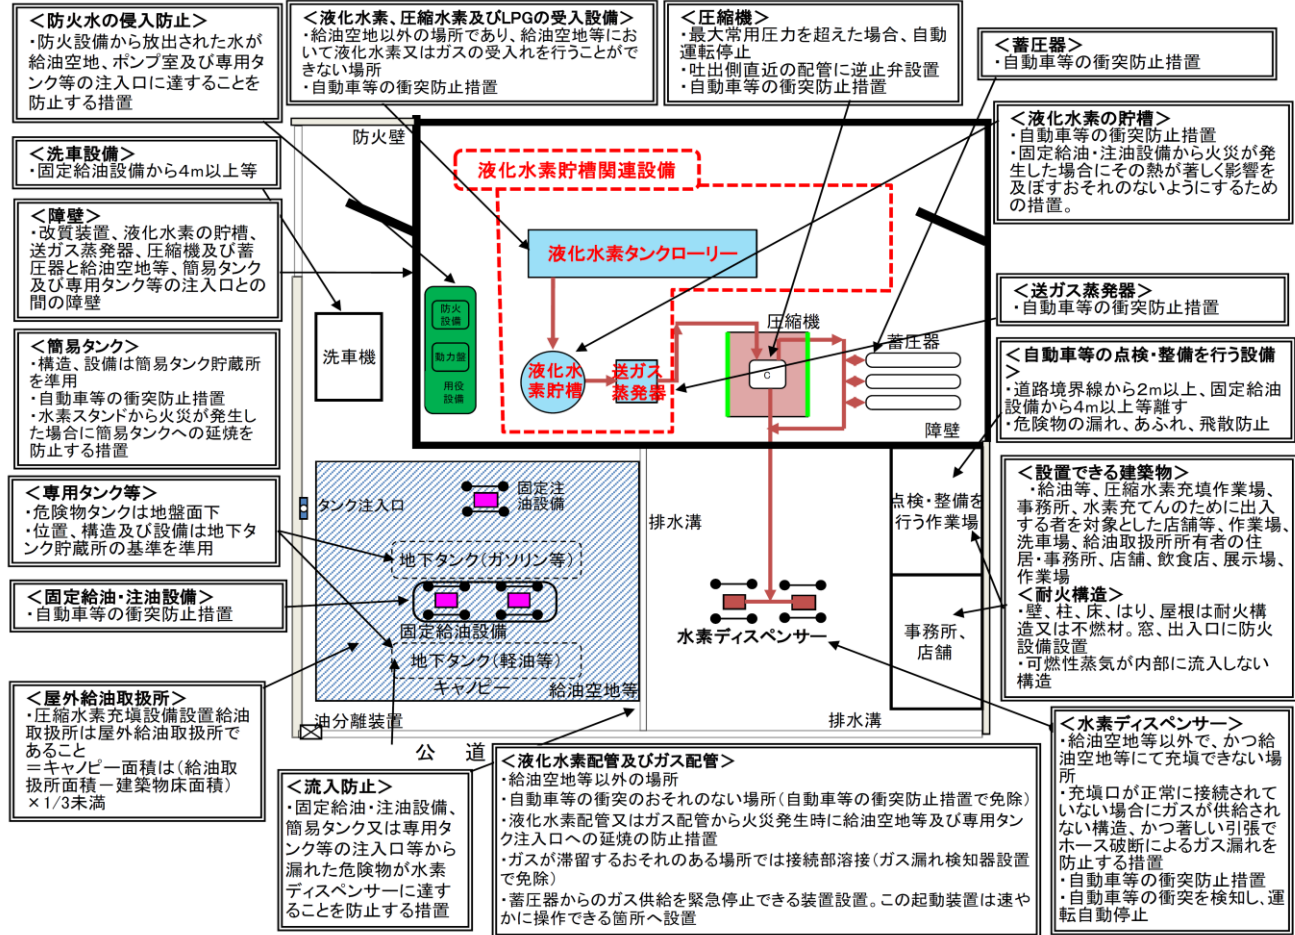 ＜防火水の侵入防止＞
・防火設備から放出された水が
給油空地、ポンプ室及び専用タ
ンク等の注入口に達することを
防止する措置
＜液化水素、圧縮水素及びLPGの受入設備＞
・給油空地以外の場所であり、給油空地等にお
いて液化水素又はガスの受入れを行うことがで
きない場所
・自動車等の衝突防止措置
＜圧縮機＞
・最大常用圧力を超えた場合、自動
運転停止
・吐出側直近の配管に逆止弁設置
・自動車等の衝突防止措置
＜蓄圧器＞
・自動車等の衝突防止措置
＜液化水素の貯槽＞
・自動車等の衝突防止措置
・固定給油・注油設備から火災が発
生した場合にその熱が著しく影響を
及ぼすおそれのないようにするため
の措置。
＜洗車設備＞
・固定給油設備から4m以上等
＜障壁＞
・改質装置、液化水素の貯槽、
送ガス蒸発器、圧縮機及び蓄
圧器と給油空地等、簡易タンク
及び専用タンク等の注入口との
間の障壁
＜送ガス蒸発器＞
・自動車等の衝突防止措置
＜簡易タンク＞
・構造、設備は簡易タンク貯蔵所
を準用
・自動車等の衝突防止措置
・水素スタンドから火災が発生し
た場合に簡易タンクへの延焼を
防止する措置
＜自動車等の点検・整備を行う設備
＞
・道路境界線から2m以上、固定給油
設備から4m以上等離す
・危険物の漏れ、あふれ、飛散防止
防火壁
液化水素貯槽関連設備
液化水素タンクローリー
防火
設備
動力盤
用役
設備
洗車機
液化水
素貯槽
送ガス
蒸発器
圧縮機
C
蓄圧器
障壁
＜専用タンク等＞
・危険物タンクは地盤面下
・位置、構造及び設備は地下タ
ンク貯蔵所の基準を準用
タンク注入口
固定注
油設備
排水溝
点検・整備を
行う作業場
＜設置できる建築物＞
・給油等、圧縮水素充填作業場、
事務所、水素充てんのために出入
する者を対象とした店舗等、作業場、
洗車場、給油取扱所所有者の住
居・事務所、店舗、飲食店、展示場、
作業場
＜耐火構造＞
・壁、柱、床、はり、屋根は耐火構
造又は不燃材。窓、出入口に防火
設備設置
・可燃性蒸気が内部に流入しない
構造
地下タンク(ガソリン等)
＜固定給油・注油設備＞
・自動車等の衝突防止措置
固定給油設備
水素ディスペンサー
事務所、
店舗
地下タンク(軽油等)
キャノピー
給油空地等
＜屋外給油取扱所＞
・圧縮水素充填設備設置給油
取扱所は屋外給油取扱所で
あること
＝キャノピー面積は(給油取
扱所面積－建築物床面積)
×1/3未満
油分離装置
排水溝
公 道
＜流入防止＞
・固定給油・注油設備、
簡易タンク又は専用タ
ンク等の注入口等から
漏れた危険物が水素
ディスペンサーに達す
ることを防止する措置
＜液化水素配管及びガス配管＞
・給油空地等以外の場所
・自動車等の衝突のおそれのない場所(自動車等の衝突防止措置で免除)
・液化水素配管又はガス配管から火災発生時に給油空地等及び専用タン
ク注入口への延焼の防止措置
・ガスが滞留するおそれのある場所では接続部溶接(ガス漏れ検知器設置
で免除)
・蓄圧器からのガス供給を緊急停止できる装置設置。この起動装置は速や
かに操作できる箇所へ設置
＜水素ディスペンサー＞
・給油空地等以外で、かつ給
油空地等にて充填できない場
所
・充填口が正常に接続されて
いない場合にガスが供給され
ない構造、かつ著しい引張で
ホース破断によるガス漏れを
防止する措置
・自動車等の衝突防止措置
・自動車等の衝突を検知し、運
転自動停止